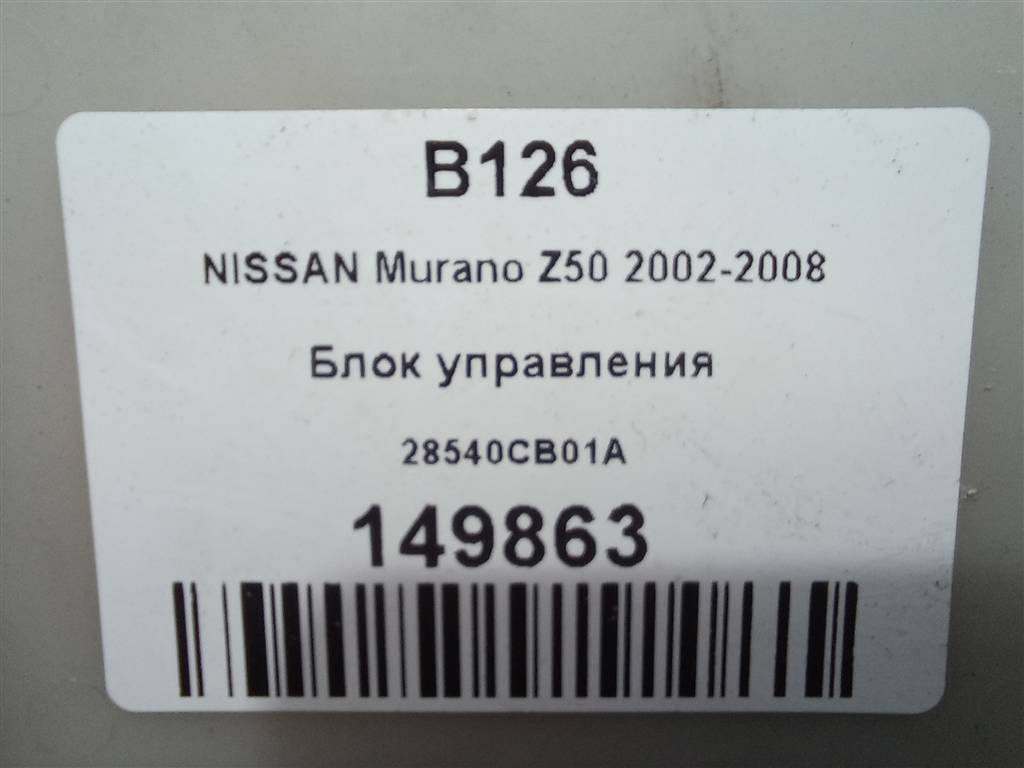 B126
NISSAN Murano Z50 2002-2008
Блок управления
28540CB01A
149863